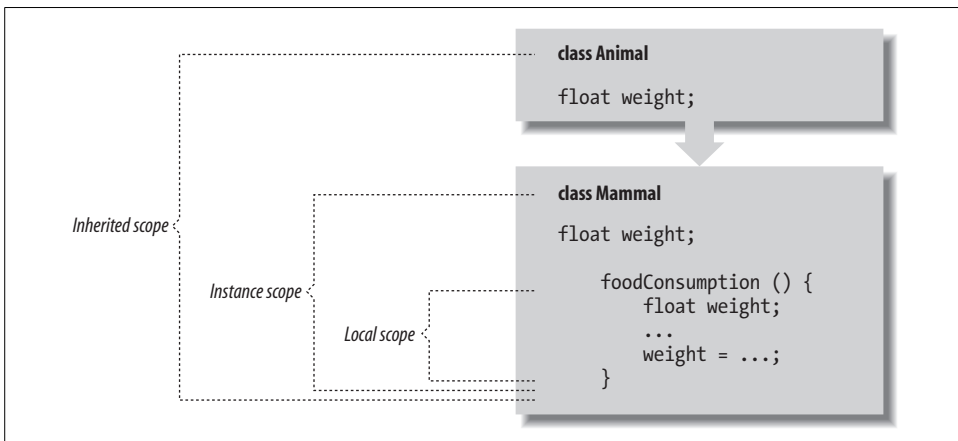 class Animal
float weight;
class Mammal
Inherited scope
float weight;
Instance scope
foodConsumption () {
float weight;
Local scope
...
weight = ...;
}